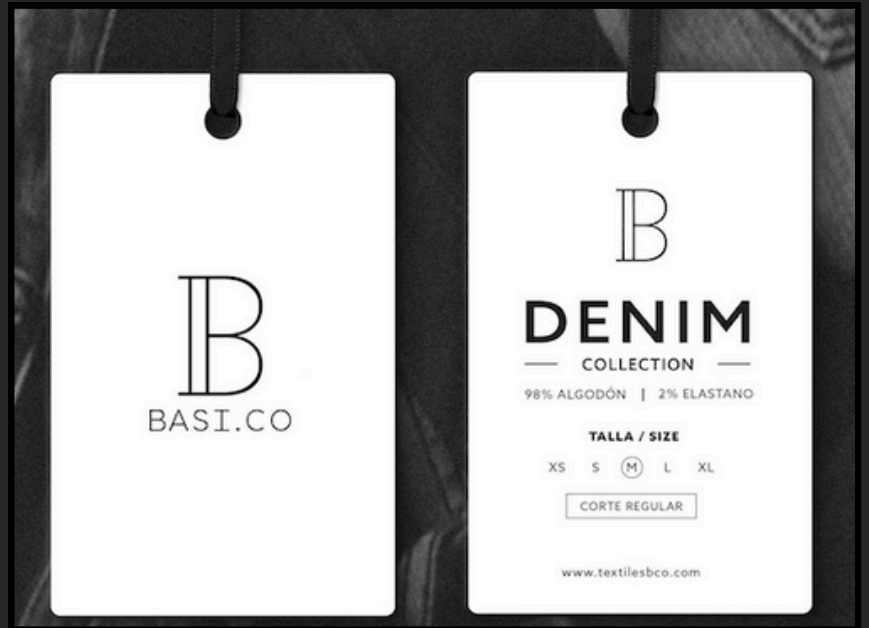 B
BASI.CO
B
DENIM
COLLECTION
98% ALGODÓN | 2% ELASTANO
TALLA / SIZE
XS S M L XL
CORTE REGULAR
www.textilesbco.com